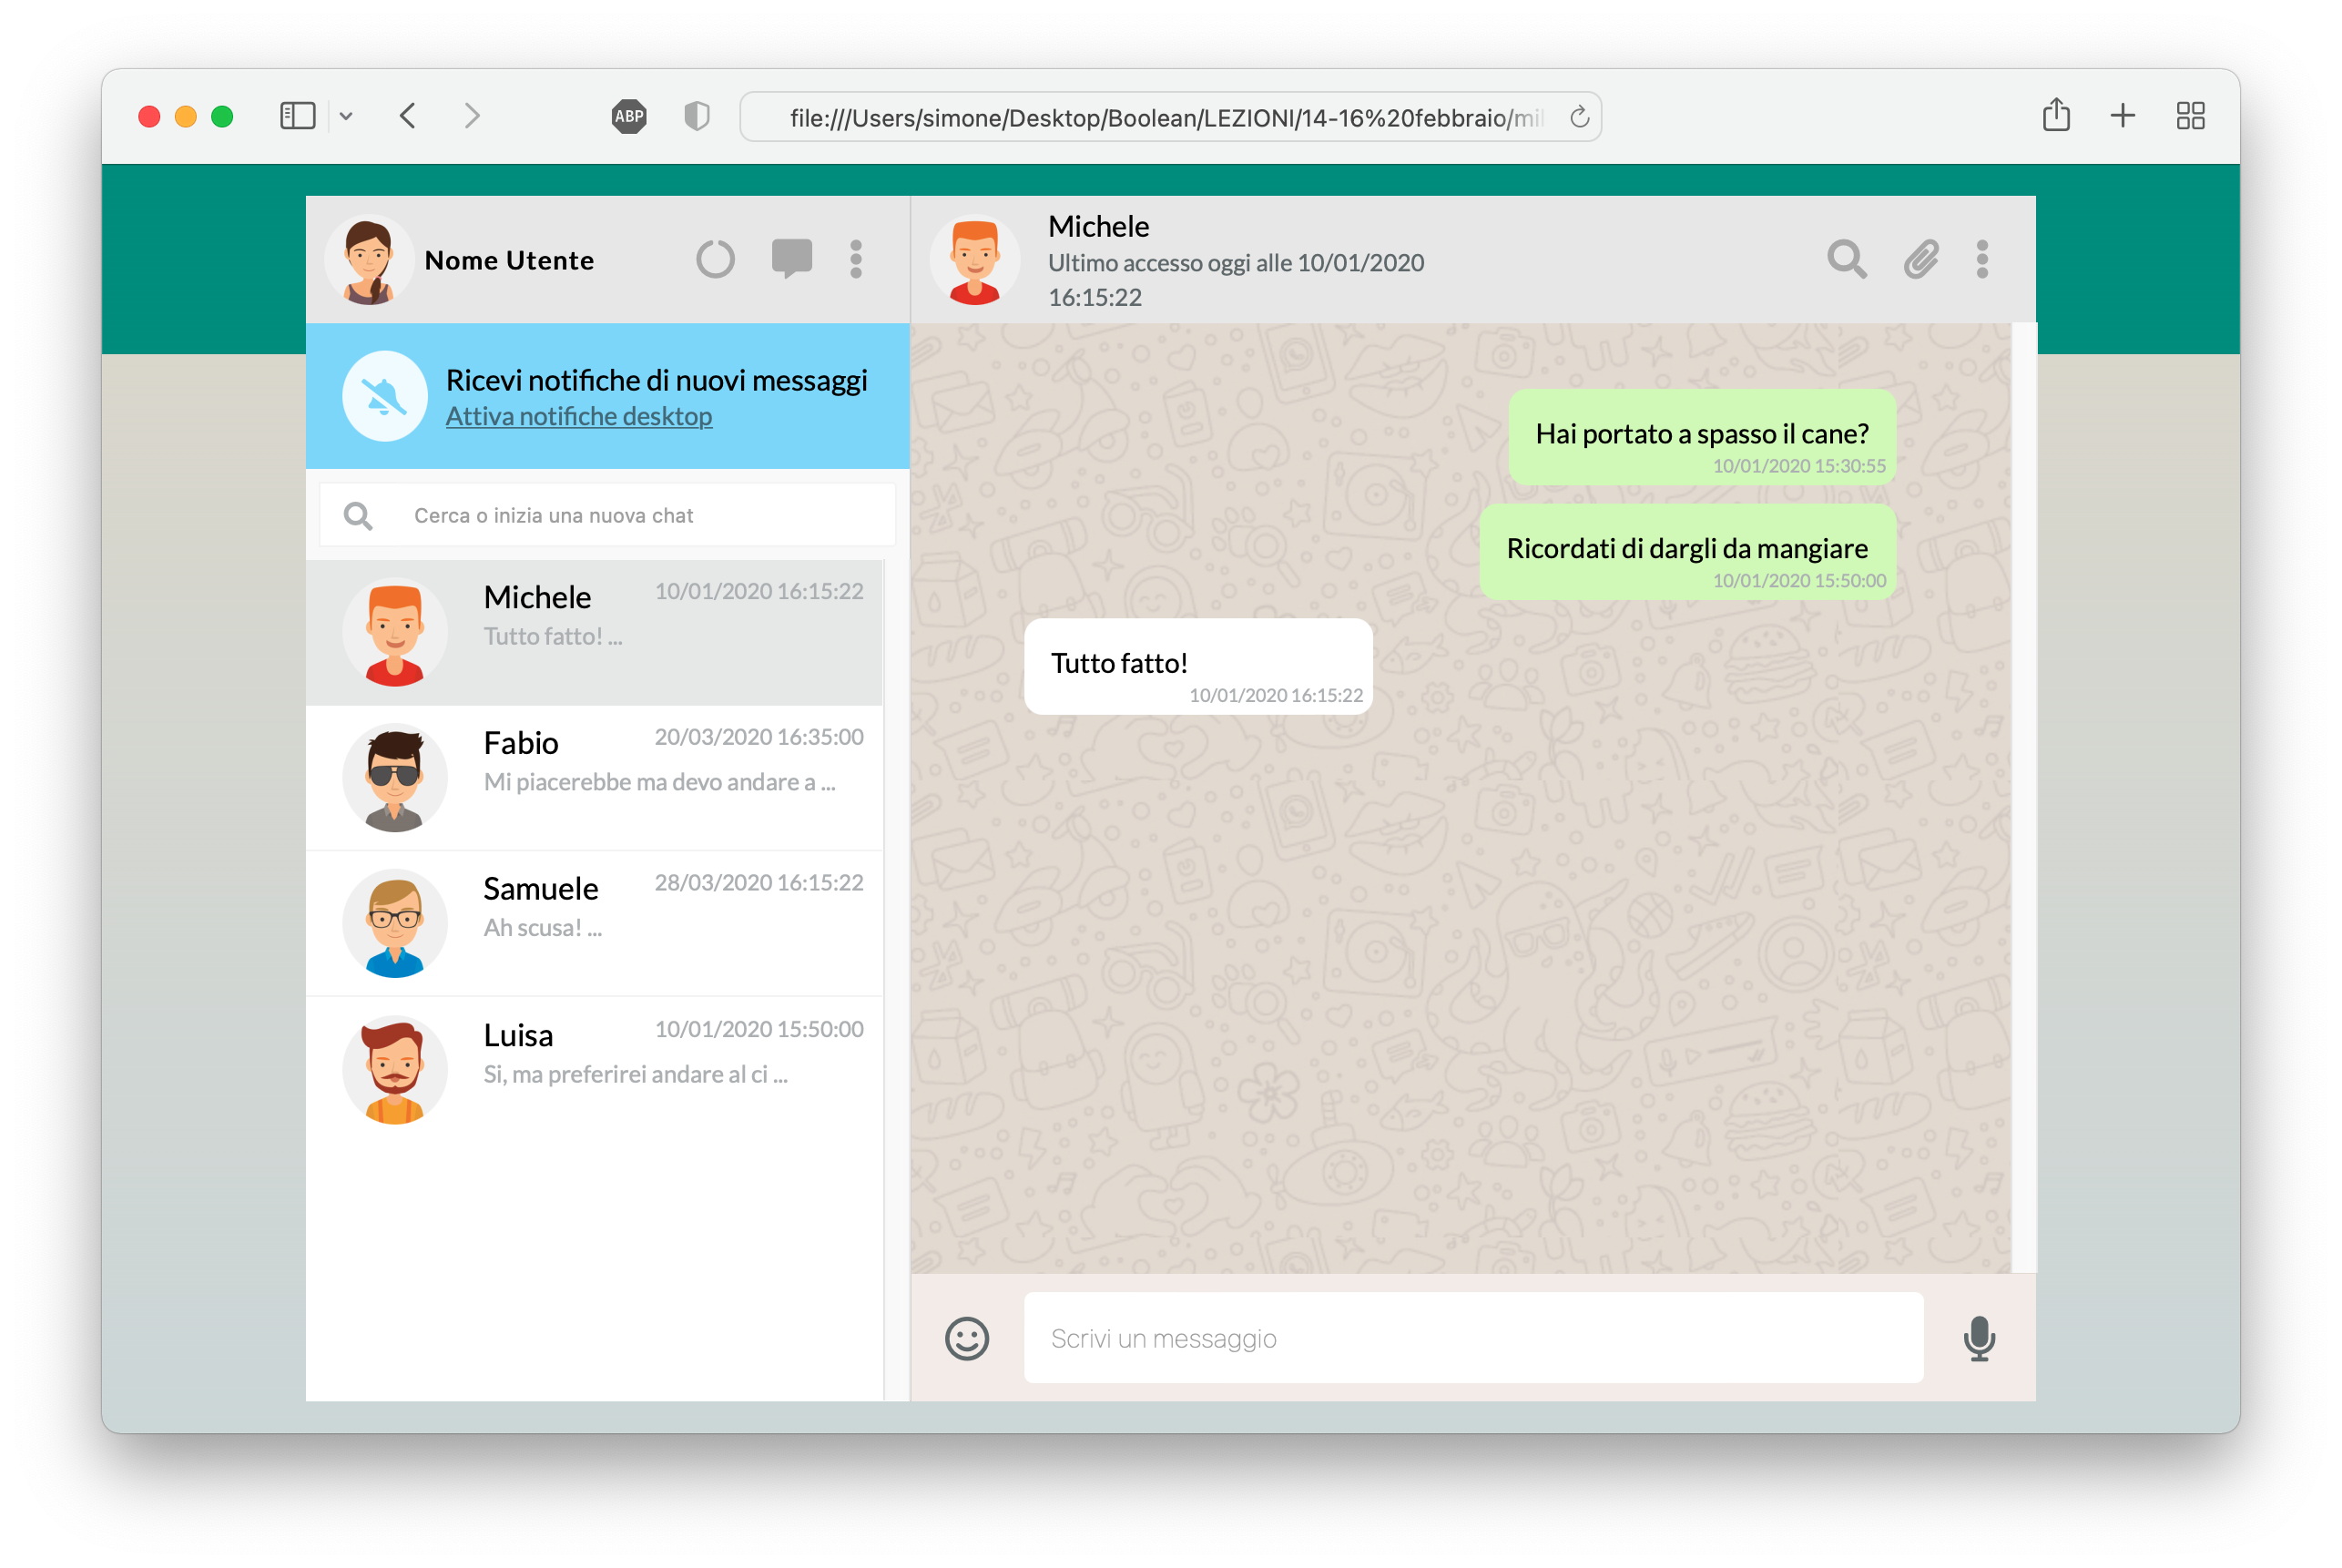 ABP
file:///Users/simone/Desktop/Boolean/LEZIONI/14-16%20febbraio/mil
Nome Utente
Michele
Ultimo accesso oggi alle 10/01/2020
16:15:22
Ricevi notifiche di nuovi messaggi
Attiva notifiche desktop
Cerca o inizia una nuova chat
Michele
10/01/2020 16:15:22
Tutto fatto! ...
Fabio
20/03/2020 16:35:00
Mi piacerebbe ma devo andare a ...
Samuele
28/03/2020 16:15:22
Ah scusa! ...
Luisa
10/01/2020 15:50:00
Si, ma preferirei andare al ci ...
Hai portato a spasso il cane?
10/01/2020 15:30:55
Ricordati di dargli da mangiare
10/01/2020 15:50:00
Tutto fatto!
10/01/2020 16:15:22
Scrivi un messaggio